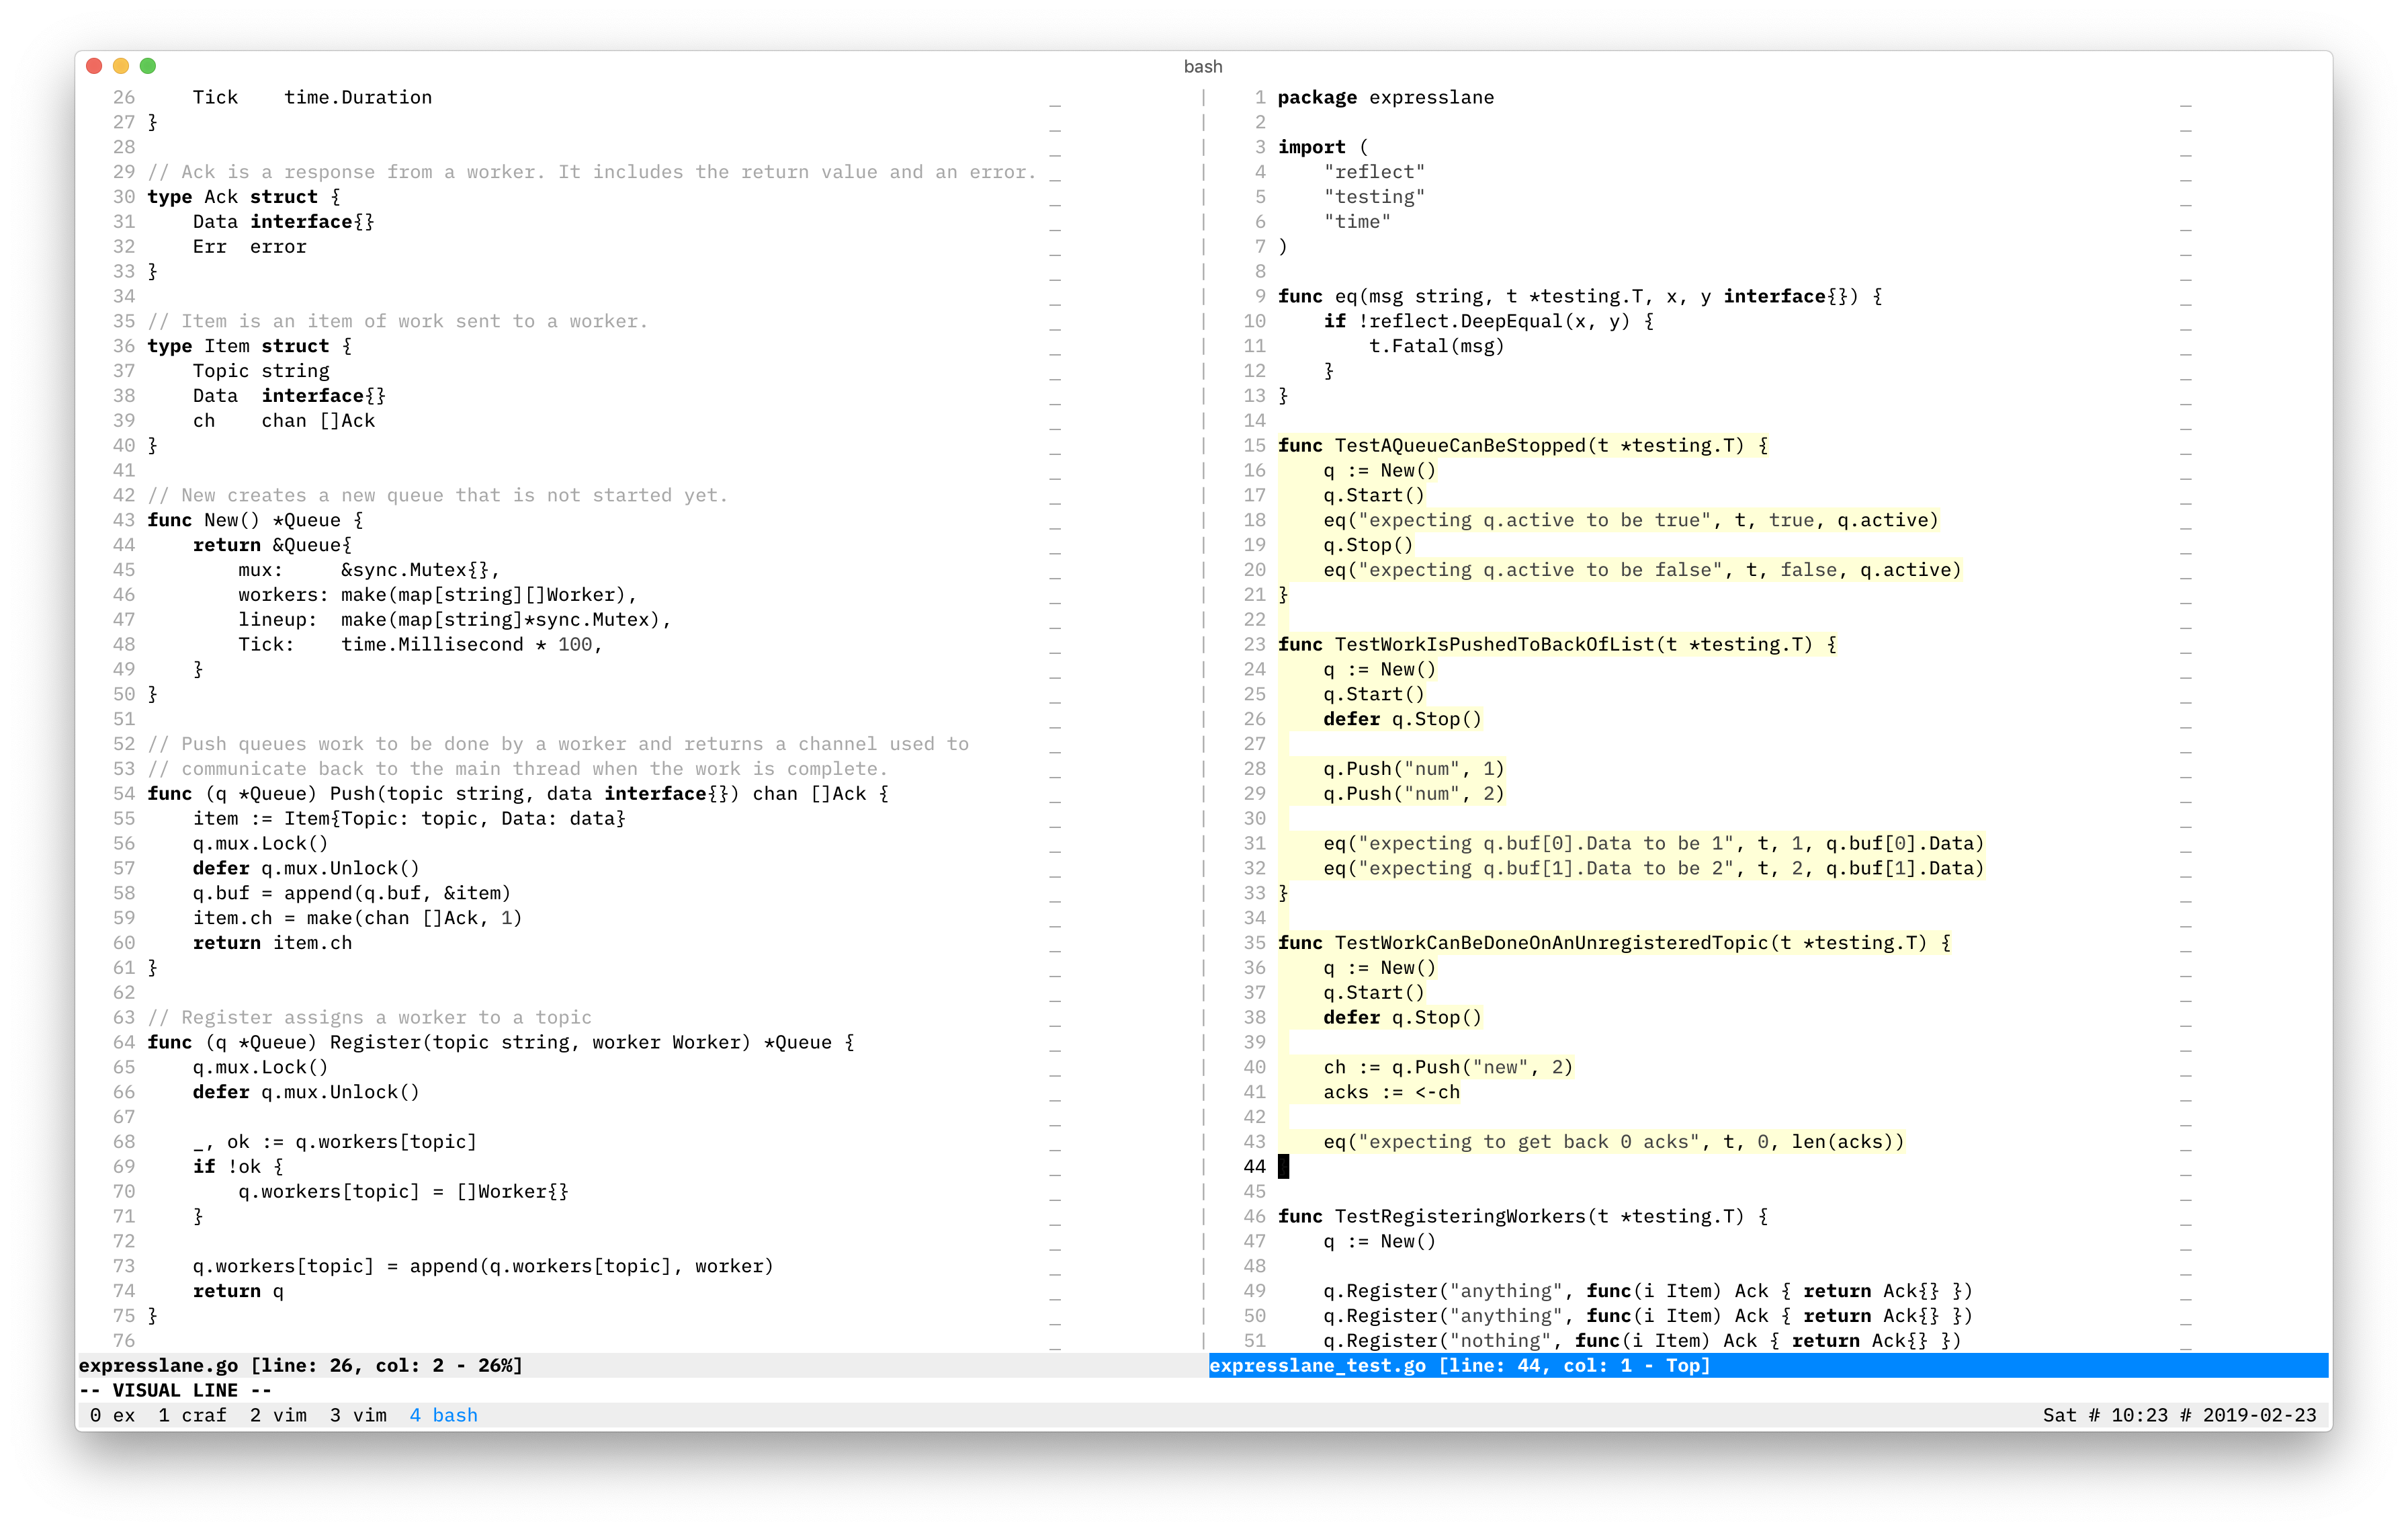 bash
26     Tick    time.Duration
27 }
28
29 // Ack is a response from a worker. It includes the return value and an error.
30 type Ack struct {
31     Data interface{}
32     Err  error
33 }
34
35 // Item is an item of work sent to a worker.
36 type Item struct {
37     Topic string
38     Data  interface{}
39     ch    chan []Ack
40 }
41
42 // New creates a new queue that is not started yet.
43 func New() *Queue {
44     return &Queue{
45         mux:     &sync.Mutex{},
46         workers: make(map[string][]Worker),
47         lineup:  make(map[string]*sync.Mutex),
48         Tick:    time.Millisecond * 100,
49     }
50 }
51
52 // Push queues work to be done by a worker and returns a channel used to
53 // communicate back to the main thread when the work is complete.
54 func (q *Queue) Push(topic string, data interface{}) chan []Ack {
55     item := Item{Topic: topic, Data: data}
56     q.mux.Lock()
57     defer q.mux.Unlock()
58     q.buf = append(q.buf, &item)
59     item.ch = make(chan []Ack, 1)
60     return item.ch
61 }
62
63 // Register assigns a worker to a topic
64 func (q *Queue) Register(topic string, worker Worker) *Queue {
65     q.mux.Lock()
66     defer q.mux.Unlock()
67
68     _, ok := q.workers[topic]
69     if !ok {
70         q.workers[topic] = []Worker{}
71     }
72
73     q.workers[topic] = append(q.workers[topic], worker)
74     return q
75 }
76
expresslane.go [line: 26, col: 2 - 26%]
1 package expresslane
2
3 import (
4     "reflect"
5     "testing"
6     "time"
7 )
8
9 func eq(msg string, t *testing.T, x, y interface{}) {
10     if !reflect.DeepEqual(x, y) {
11         t.Fatal(msg)
12     }
13 }
14
15 func TestAQueueCanBeStopped(t *testing.T) {
16     q := New()
17     q.Start()
18     eq("expecting q.active to be true", t, true, q.active)
19     q.Stop()
20     eq("expecting q.active to be false", t, false, q.active)
21 }
22
23 func TestWorkIsPushedToBackOfList(t *testing.T) {
24     q := New()
25     q.Start()
26     defer q.Stop()
27
28     q.Push("num", 1)
29     q.Push("num", 2)
30
31     eq("expecting q.buf[0].Data to be 1", t, 1, q.buf[0].Data)
32     eq("expecting q.buf[1].Data to be 2", t, 2, q.buf[1].Data)
33 }
34
35 func TestWorkCanBeDoneOnAnUnregisteredTopic(t *testing.T) {
36     q := New()
37     q.Start()
38     defer q.Stop()
39
40     ch := q.Push("new", 2)
41     acks := <-ch
42
43     eq("expecting to get back 0 acks", t, 0, len(acks))
44
45
46 func TestRegisteringWorkers(t *testing.T) {
47     q := New()
48
49     q.Register("anything", func(i Item) Ack { return Ack{} })
50     q.Register("anything", func(i Item) Ack { return Ack{} })
51     q.Register("nothing", func(i Item) Ack { return Ack{} })
expresslane_test.go [line: 44, col: 1 - Top]
-- VISUAL LINE --
0 ex  1 craf  2 vim  3 vim  4 bash
Sat # 10:23 # 2019-02-23